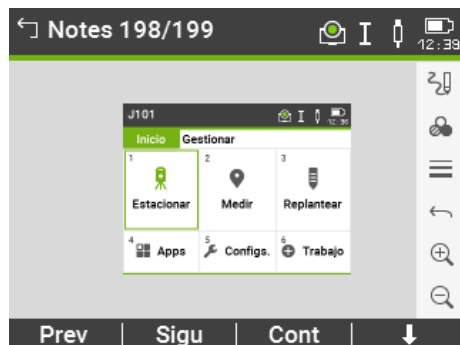 Notes 198/199 I 12:39
J101 I 12:36
Inicio Gestionar
1 2 3
Estacionar Medir Replantear
4 Apps 5 Configs. 6 Trabajo
Prev Sigu Cont